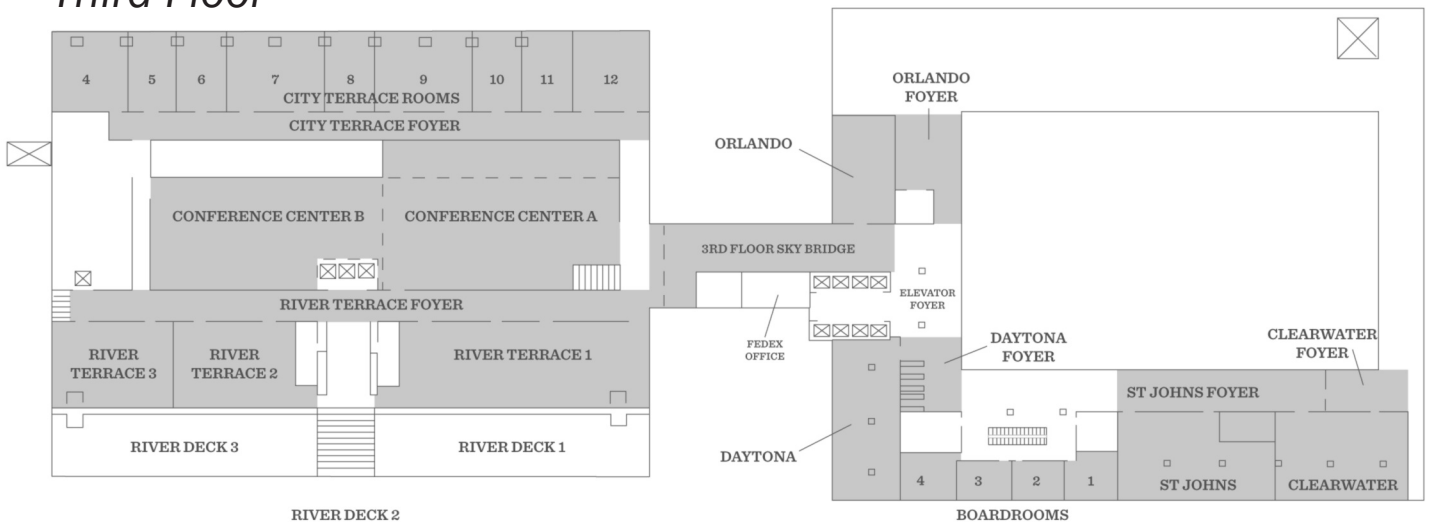 Third Floor
4 5 6 7 8 9 10 11 12
CITY TERRACE ROOMS
CITY TERRACE FOYER
CONFERENCE CENTER B
CONFERENCE CENTER A
RIVER TERRACE FOYER
RIVER
TERRACE 3
RIVER
TERRACE 2
RIVER TERRACE 1
RIVER DECK 3
RIVER DECK 1
RIVER DECK 2
ORLANDO
FOYER
ORLANDO
3RD FLOOR SKY BRIDGE
ELEVATOR
FOYER
FEDEX
OFFICE
DAYTONA
FOYER
CLEARWATER
FOYER
ST JOHNS FOYER
DAYTONA
4 3 2 1
ST JOHNS
CLEARWATER
BOARDROOMS